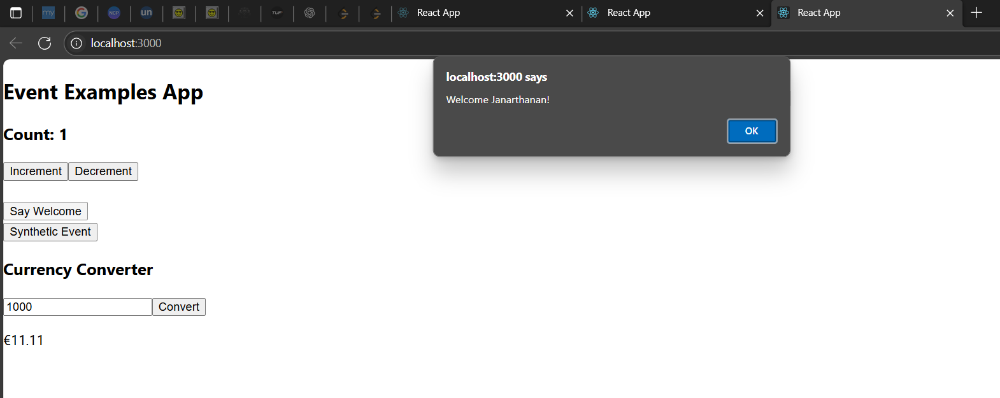 my
NCP
un
TUF
React App
React App
React App
localhost:3000
localhost:3000 says
Welcome Janarthanan!
OK
Event Examples App
Count: 1
Increment Decrement
Say Welcome
Synthetic Event
Currency Converter
1000 Convert
€11.11